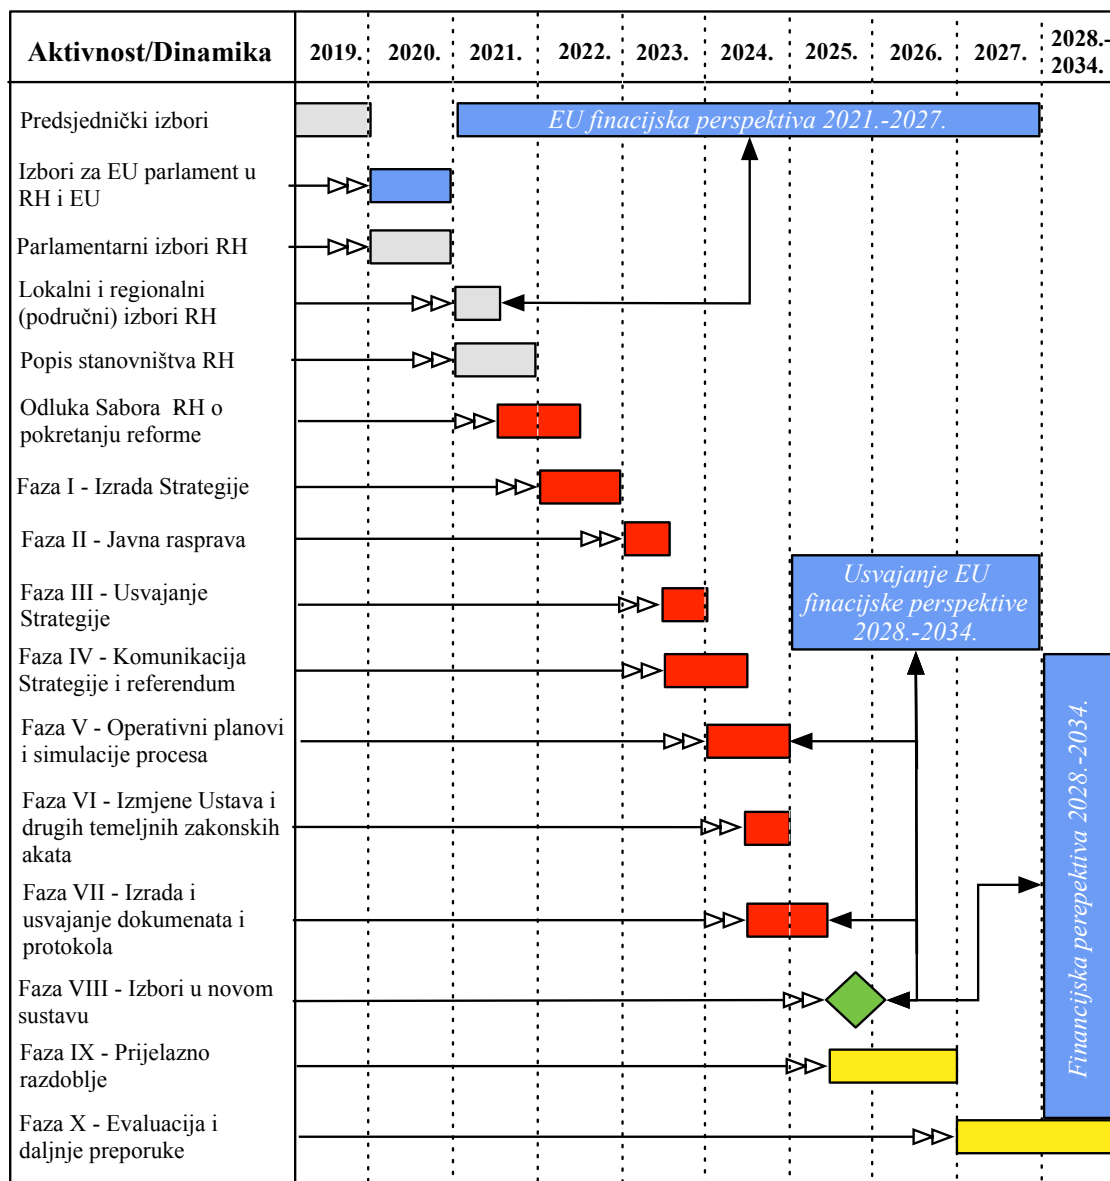 Aktivnost/Dinamika
2019.
2020.
2021.
2022.
2023.
2024.
2025.
2026.
2027.
2028.-
2034.
Predsjednički izbori
EU finacijska perspektiva 2021.-2027.
Izbori za EU parlament u
RH i EU
Parlamentarni izbori RH
Lokalni i regionalni
(područni) izbori RH
Popis stanovništva RH
Odluka Sabora RH o
pokretanju reforme
Faza I - Izrada Strategije
Faza II - Javna rasprava
Usvajanje EU
finacijske perspektive
2028.-2034.
Faza III - Usvajanje
Strategije
Faza IV - Komunikacija
Strategije i referendum
Faza V - Operativni planovi
i simulacije procesa
Faza VI - Izmjene Ustava i
drugih temeljnih zakonskih
akata
Faza VII - Izrada i
usvajanje dokumenata i
protokola
Financijska perepektiva 2028.-2034.
Faza VIII - Izbori u novom
sustavu
Faza IX - Prijelazno
razdoblje
Faza X - Evaluacija i
daljnje preporuke